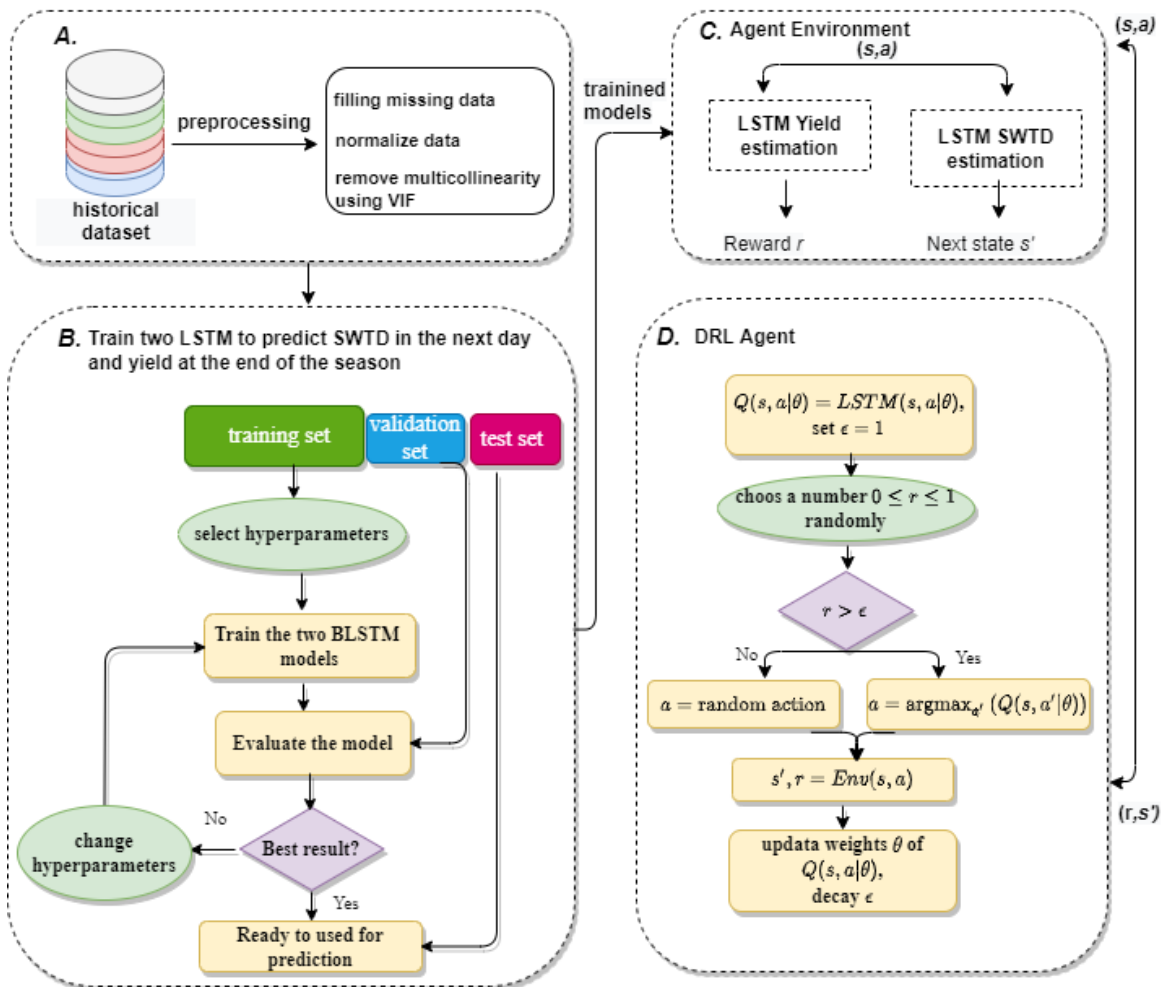 A.
historical
dataset
preprocessing
filling missing data
normalize data
remove multicollinearity
using VIF
trainined
models
C. Agent Environment
(s,a)
LSTM Yield
estimation
LSTM SWTD
estimation
Reward r
Next state s'
(s,a)
B. Train two LSTM to predict SWTD in the next day
and yield at the end of the season
training set
validation
set
test set
select hyperparameters
Train the two BLSTM
models
Evaluate the model
Best result?
No
change
hyperparameters
Yes
Ready to used for
prediction
D. DRL Agent
Q(s, a|θ) = LSTM(s, a|θ),
set ϵ = 1
choos a number 0 ≤ r ≤ 1
randomly
r > ϵ
No
Yes
a = random action
a = argmaxₐ′ (Q(s, a′|θ))
s′, r = Env(s, a)
updata weights θ of
Q(s, a|θ),
decay ϵ
(r,s')